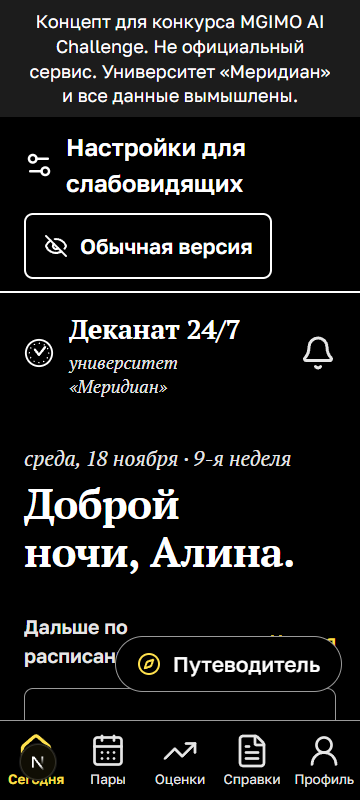 Концепт для конкурса MGIMO AI
Challenge. Не официальный
сервис. Университет «Меридиан»
и все данные вымышлены.
Настройки для
слабовидящих
Обычная версия
Деканат 24/7
университет
«Меридиан»
среда, 18 ноября · 9-я неделя
Доброй
ночи, Алина.
Дальше по
Путеводитель
N
Сегодня Пары Оценки Справки Профиль